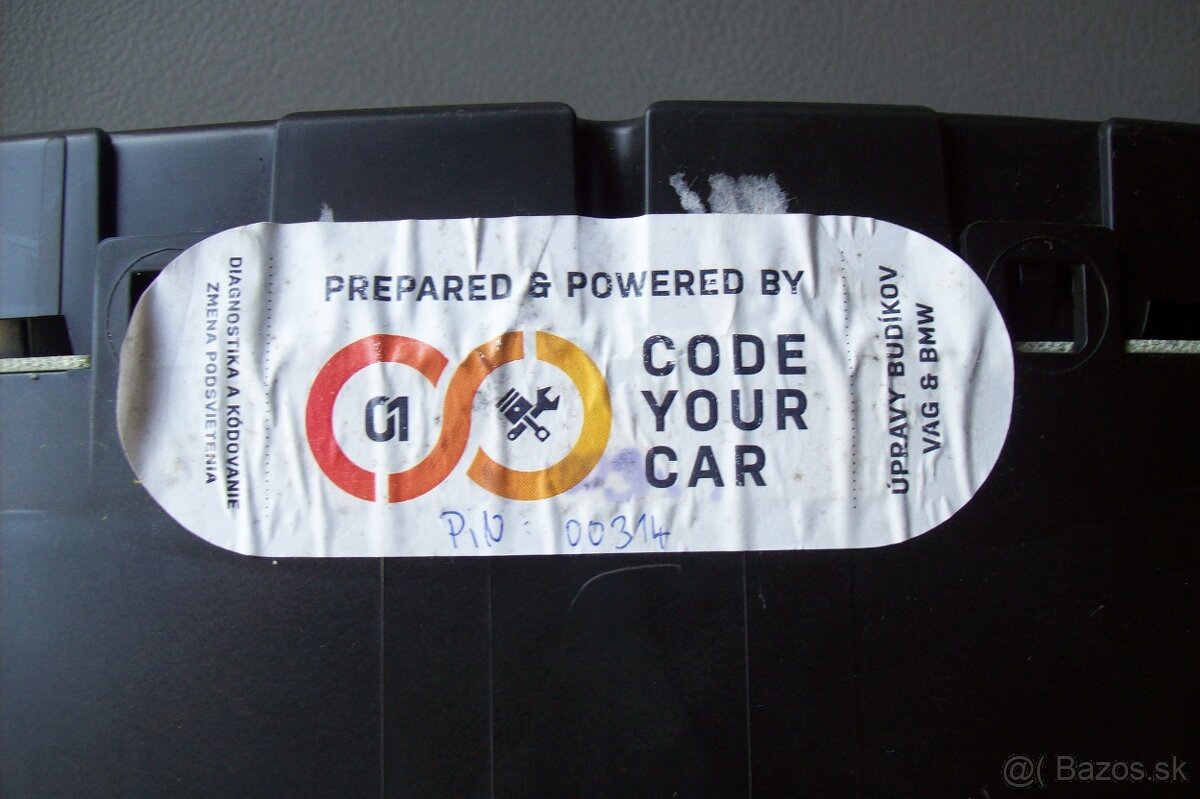 DIAGNOSTIKA A KÓDOVANIE
ZMENA PODSVIETENIA
PREPARED & POWERED BY
01
CODE
YOUR
CAR
ÚPRAVY BUDÍKOV
VAG & BMW
PiN: 00314
@( Bazos.sk